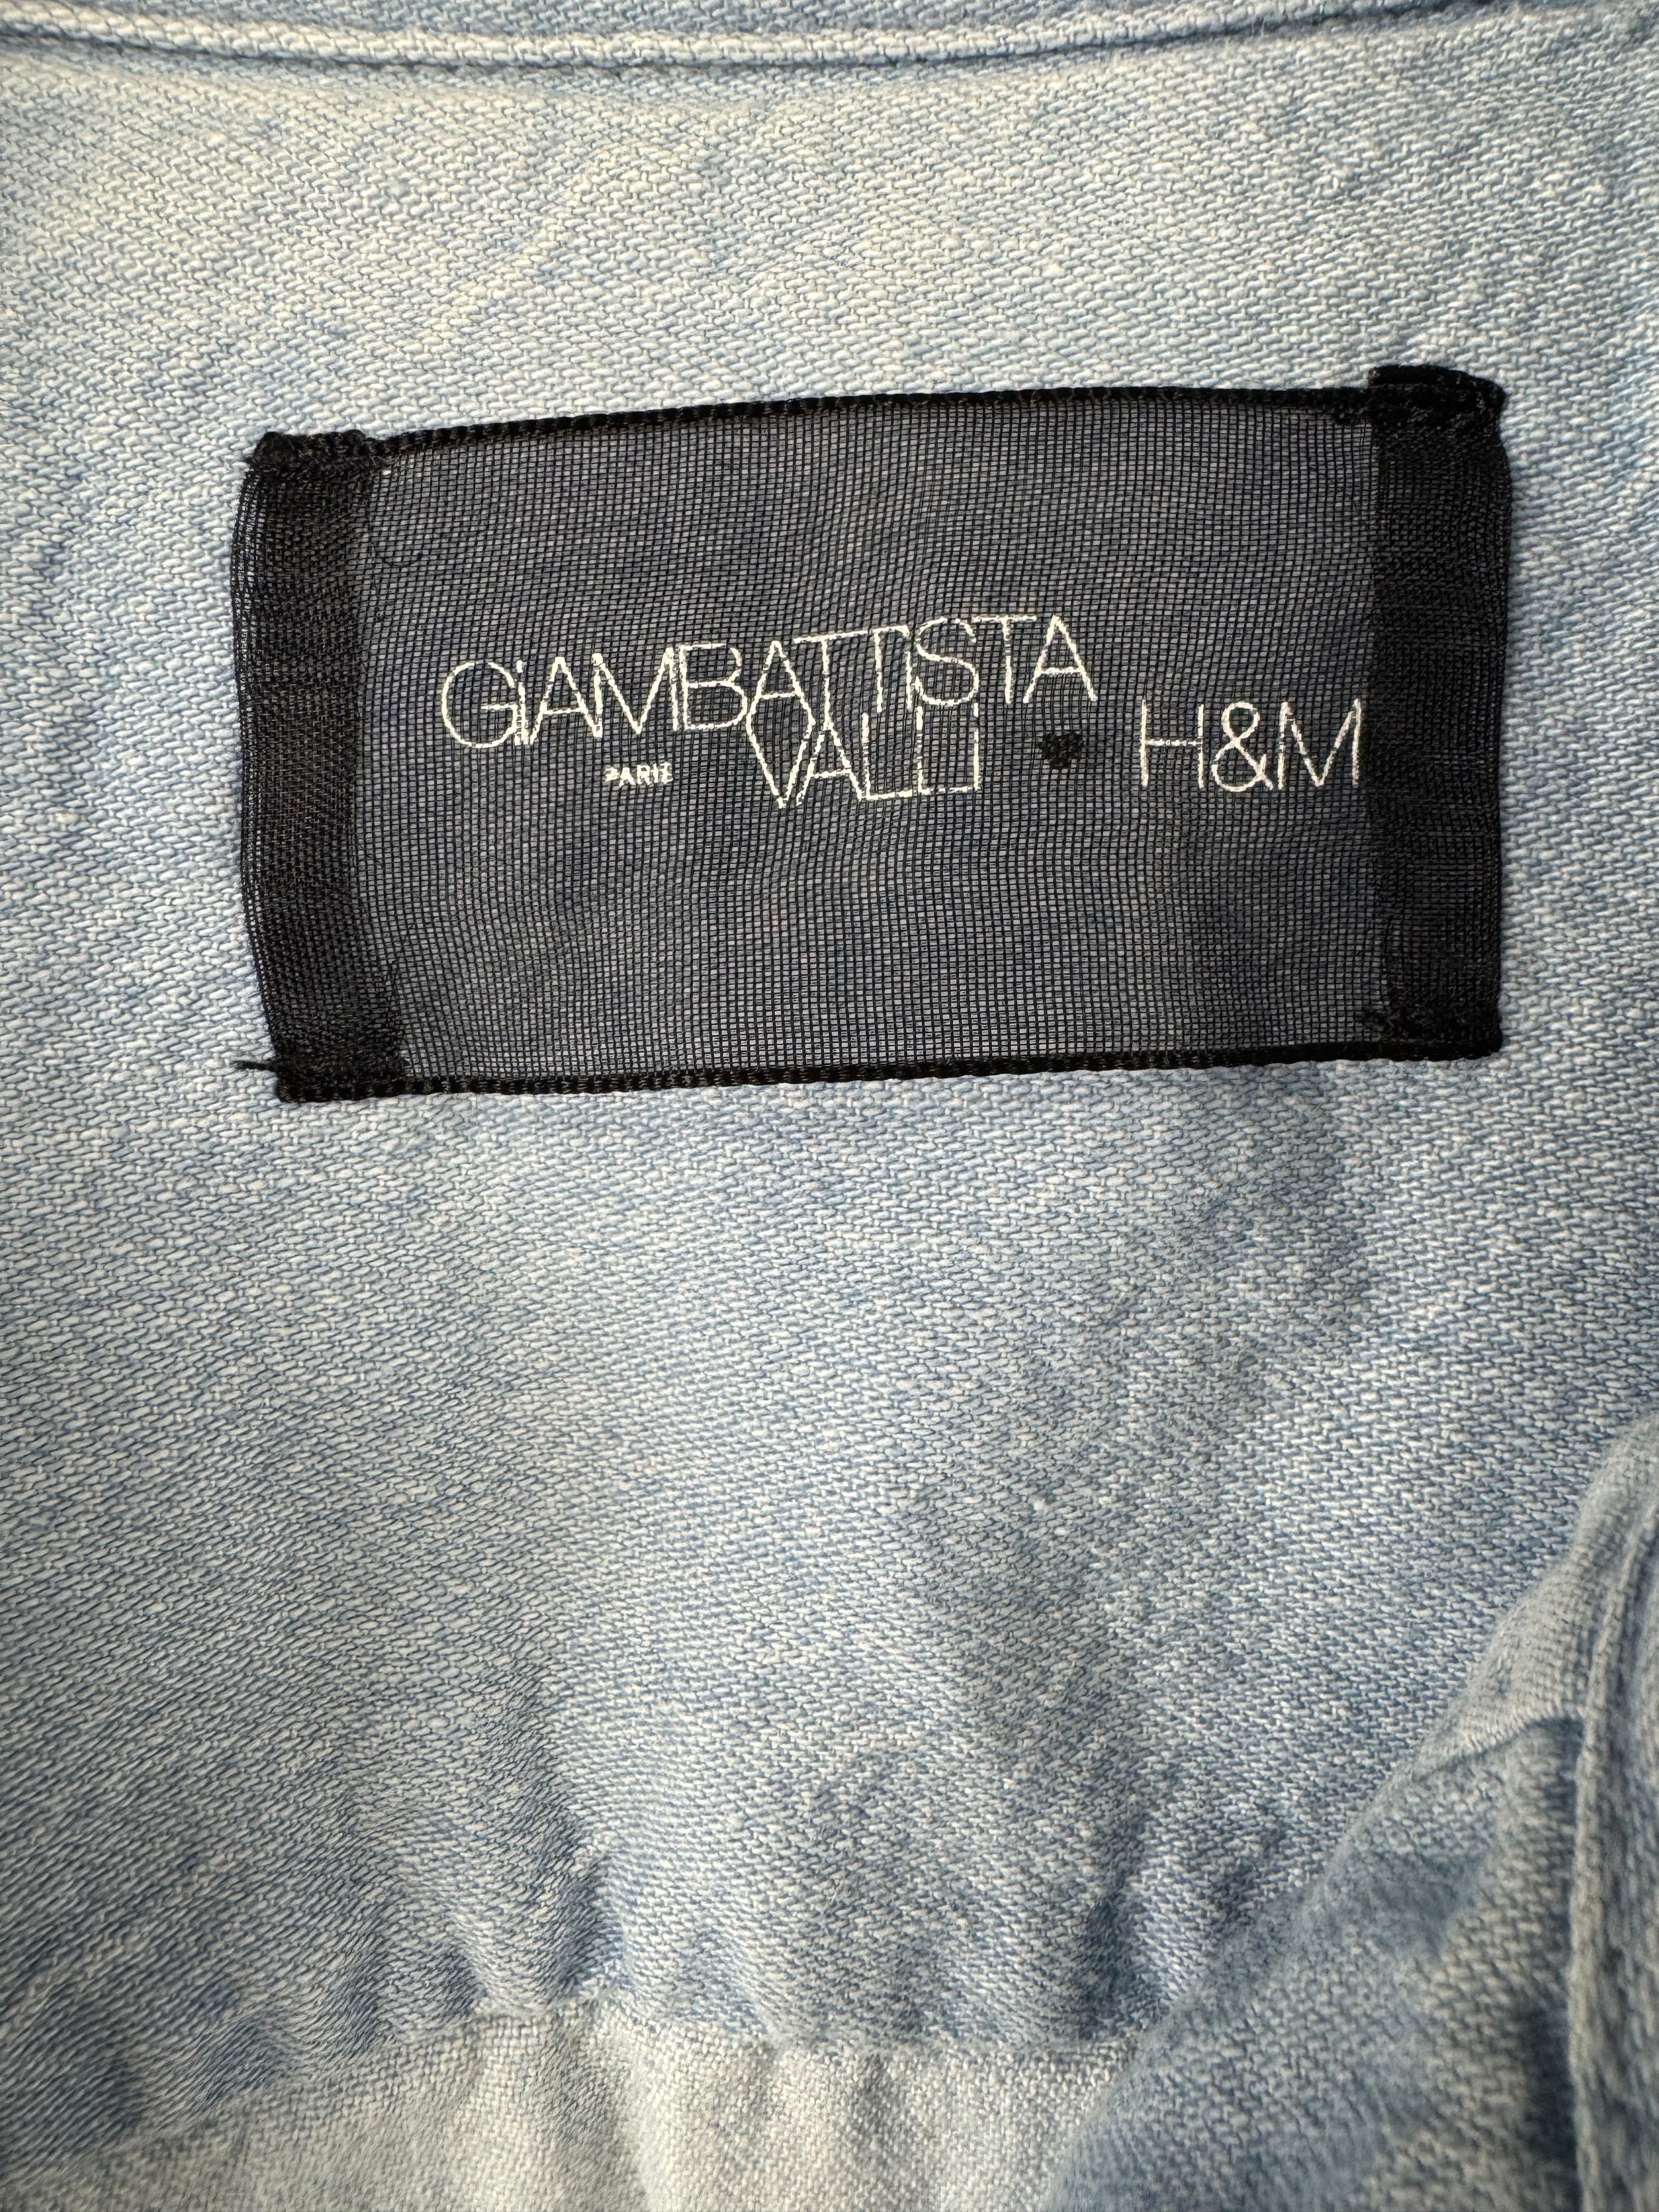 GIAMBATTISTA
PARIS VALLI ♥ H&M